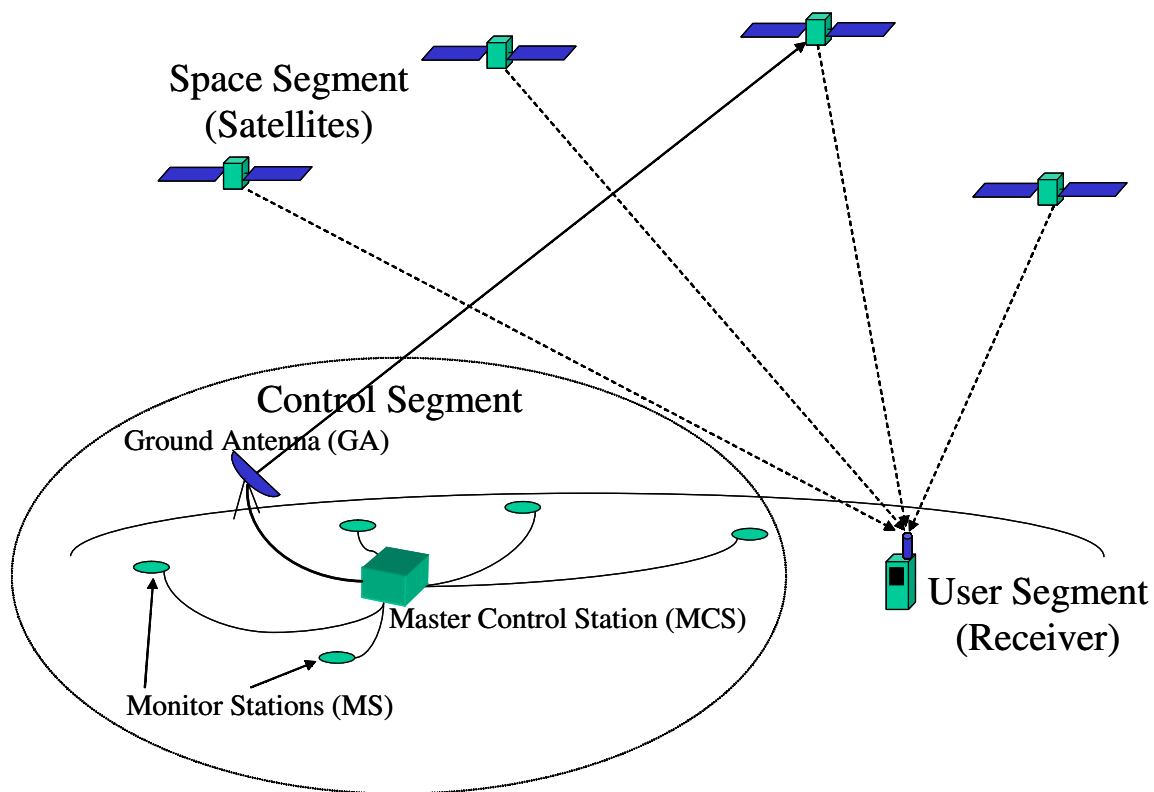 Space Segment
(Satellites)
Control Segment
Ground Antenna (GA)
Master Control Station (MCS)
User Segment
(Receiver)
Monitor Stations (MS)